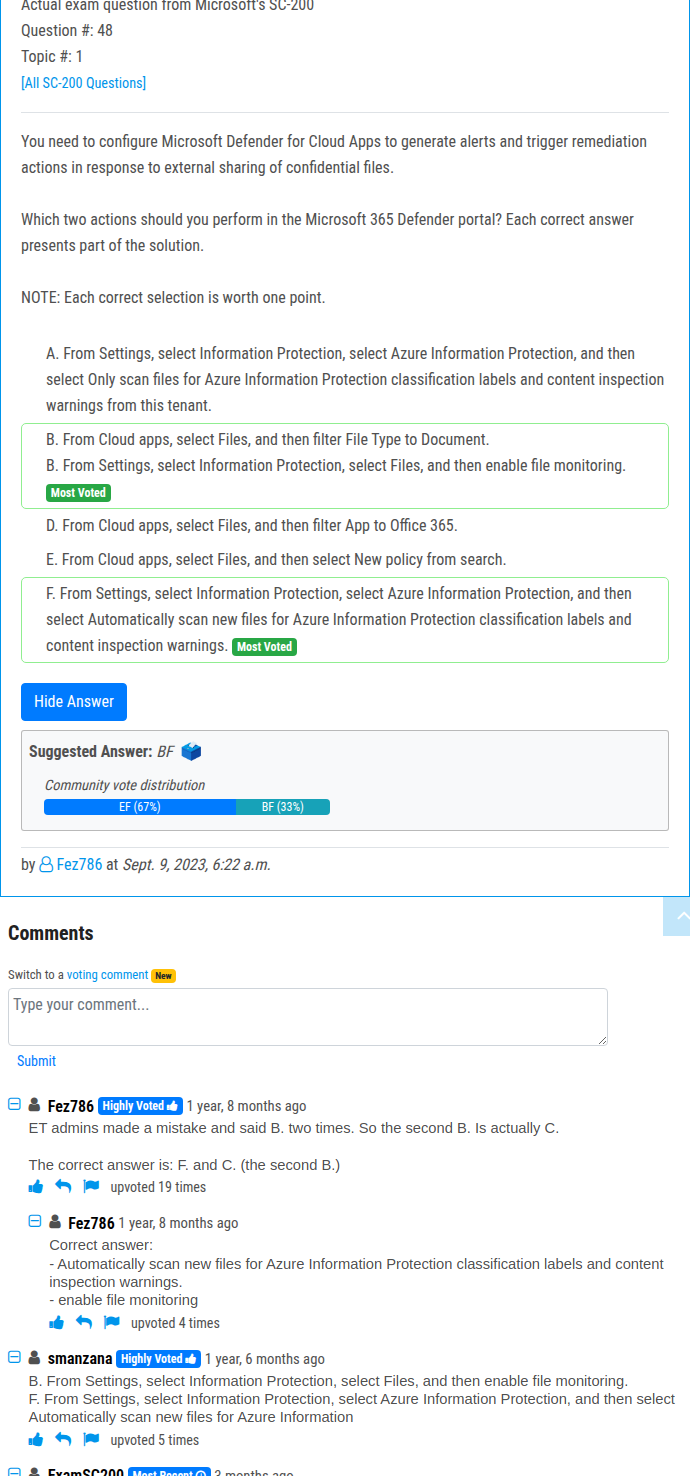 Actual exam question from Microsoft's SC-200
Question #: 48
Topic #: 1
[All SC-200 Questions]
You need to configure Microsoft Defender for Cloud Apps to generate alerts and trigger remediation
actions in response to external sharing of confidential files.
Which two actions should you perform in the Microsoft 365 Defender portal? Each correct answer
presents part of the solution.
NOTE: Each correct selection is worth one point.
A. From Settings, select Information Protection, select Azure Information Protection, and then
select Only scan files for Azure Information Protection classification labels and content inspection
warnings from this tenant.
B. From Cloud apps, select Files, and then filter File Type to Document.
B. From Settings, select Information Protection, select Files, and then enable file monitoring.
Most Voted
D. From Cloud apps, select Files, and then filter App to Office 365.
E. From Cloud apps, select Files, and then select New policy from search.
F. From Settings, select Information Protection, select Azure Information Protection, and then
select Automatically scan new files for Azure Information Protection classification labels and
content inspection warnings. Most Voted
Hide Answer
Suggested Answer: BF
Community vote distribution
EF (67%) BF (33%)
by Fez786 at Sept. 9, 2023, 6:22 a.m.
Comments
Switch to a voting comment New
Type your comment...
Submit
Fez786 Highly Voted 1 year, 8 months ago
ET admins made a mistake and said B. two times. So the second B. Is actually C.
The correct answer is: F. and C. (the second B.)
upvoted 19 times
Fez786 1 year, 8 months ago
Correct answer:
- Automatically scan new files for Azure Information Protection classification labels and content
inspection warnings.
- enable file monitoring
upvoted 4 times
smanzana Highly Voted 1 year, 6 months ago
B. From Settings, select Information Protection, select Files, and then enable file monitoring.
F. From Settings, select Information Protection, select Azure Information Protection, and then select
Automatically scan new files for Azure Information
upvoted 5 times
ExamSC200 Most Recent 3 months ago